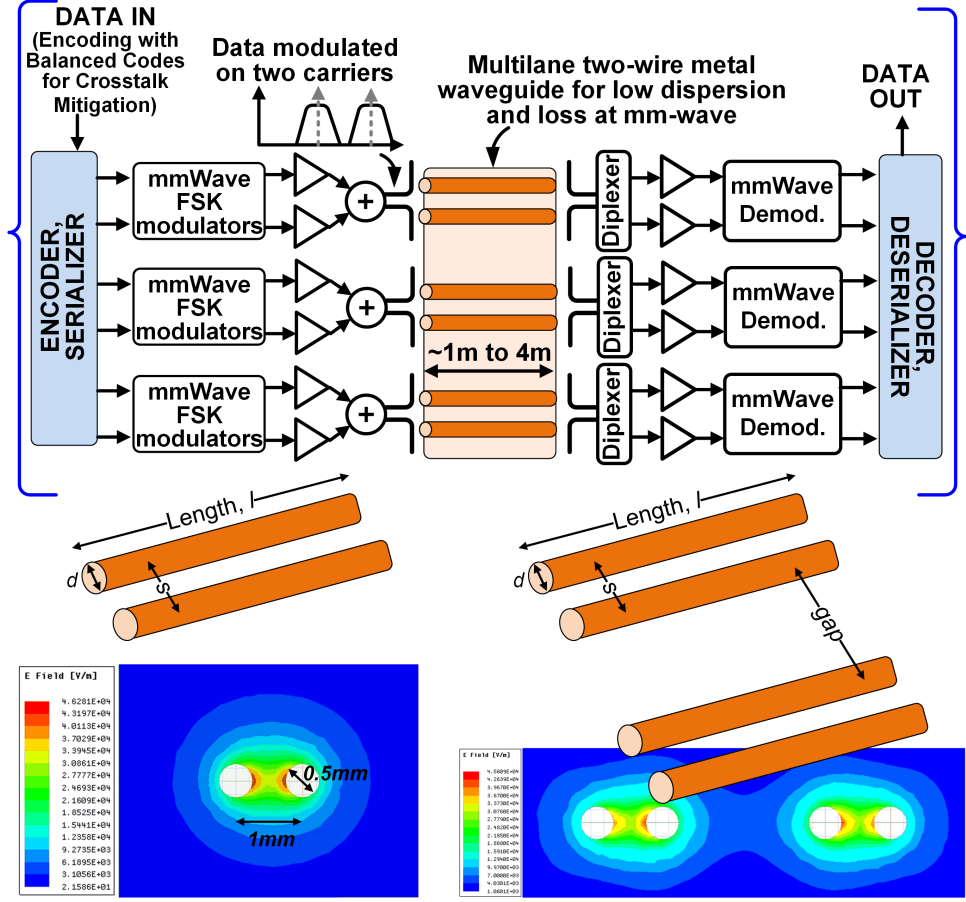 DATA IN
(Encoding with
Balanced Codes
for Crosstalk
Mitigation)
Data modulated
on two carriers
Multilane two-wire metal
waveguide for low dispersion
and loss at mm-wave
DATA
OUT
ENCODER,
SERIALIZER
mmWave
FSK
modulators
+
Diplexer
mmWave
Demod.
mmWave
FSK
modulators
+
Diplexer
mmWave
Demod.
mmWave
FSK
modulators
+
Diplexer
mmWave
Demod.
~1m to 4m
DECODER,
DESERIALIZER
Length, l
d
s
Length, l
d
s
gap
E Field [V/m]
4.6281E+04
4.3197E+04
4.0113E+04
3.7029E+04
3.3945E+04
3.0861E+04
2.7777E+04
2.4693E+04
2.1609E+04
1.8525E+04
1.5441E+04
1.2358E+04
9.2735E+03
6.1895E+03
3.1056E+03
2.1586E+01
0.5mm
1mm
E Field [V/m]